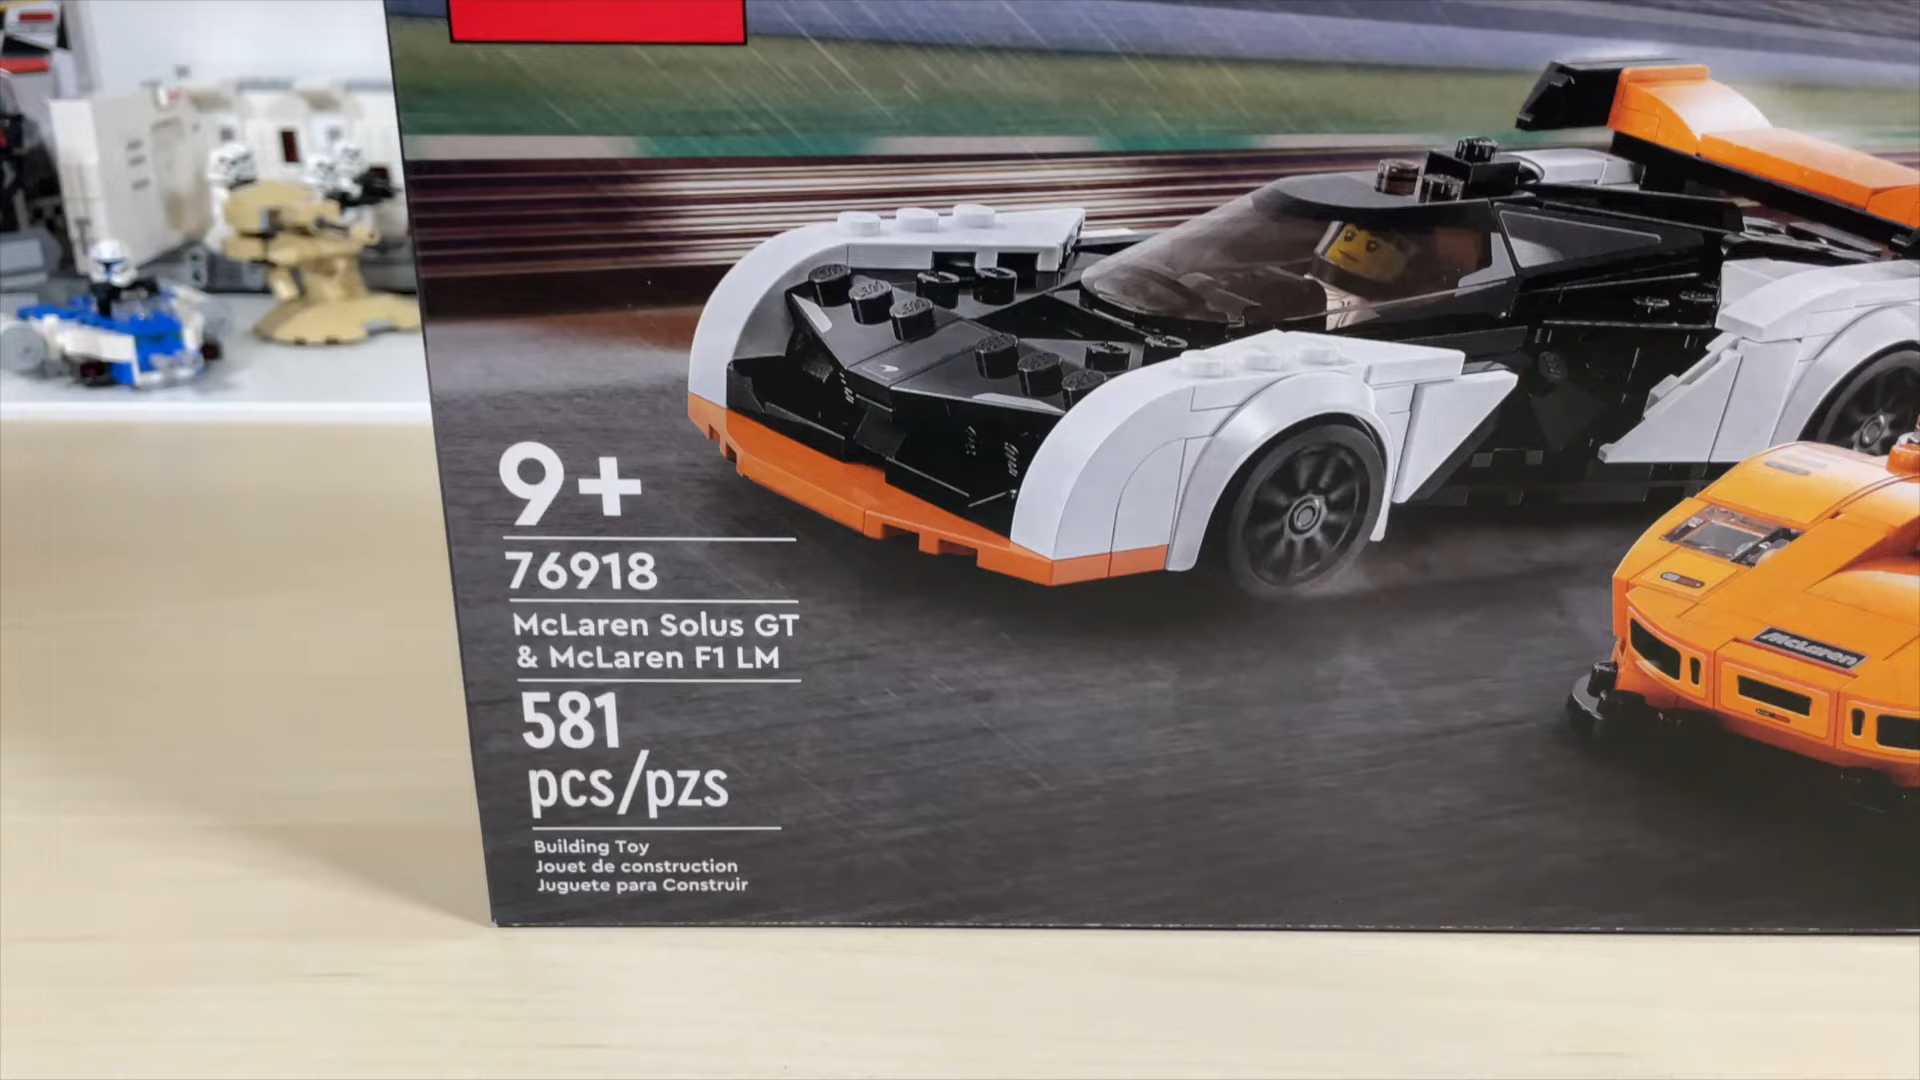 9+
76918
McLaren Solus GT
& McLaren F1 LM
581
pcs/pzs
Building Toy
Jouet de construction
Juguete para Construir
McLaren